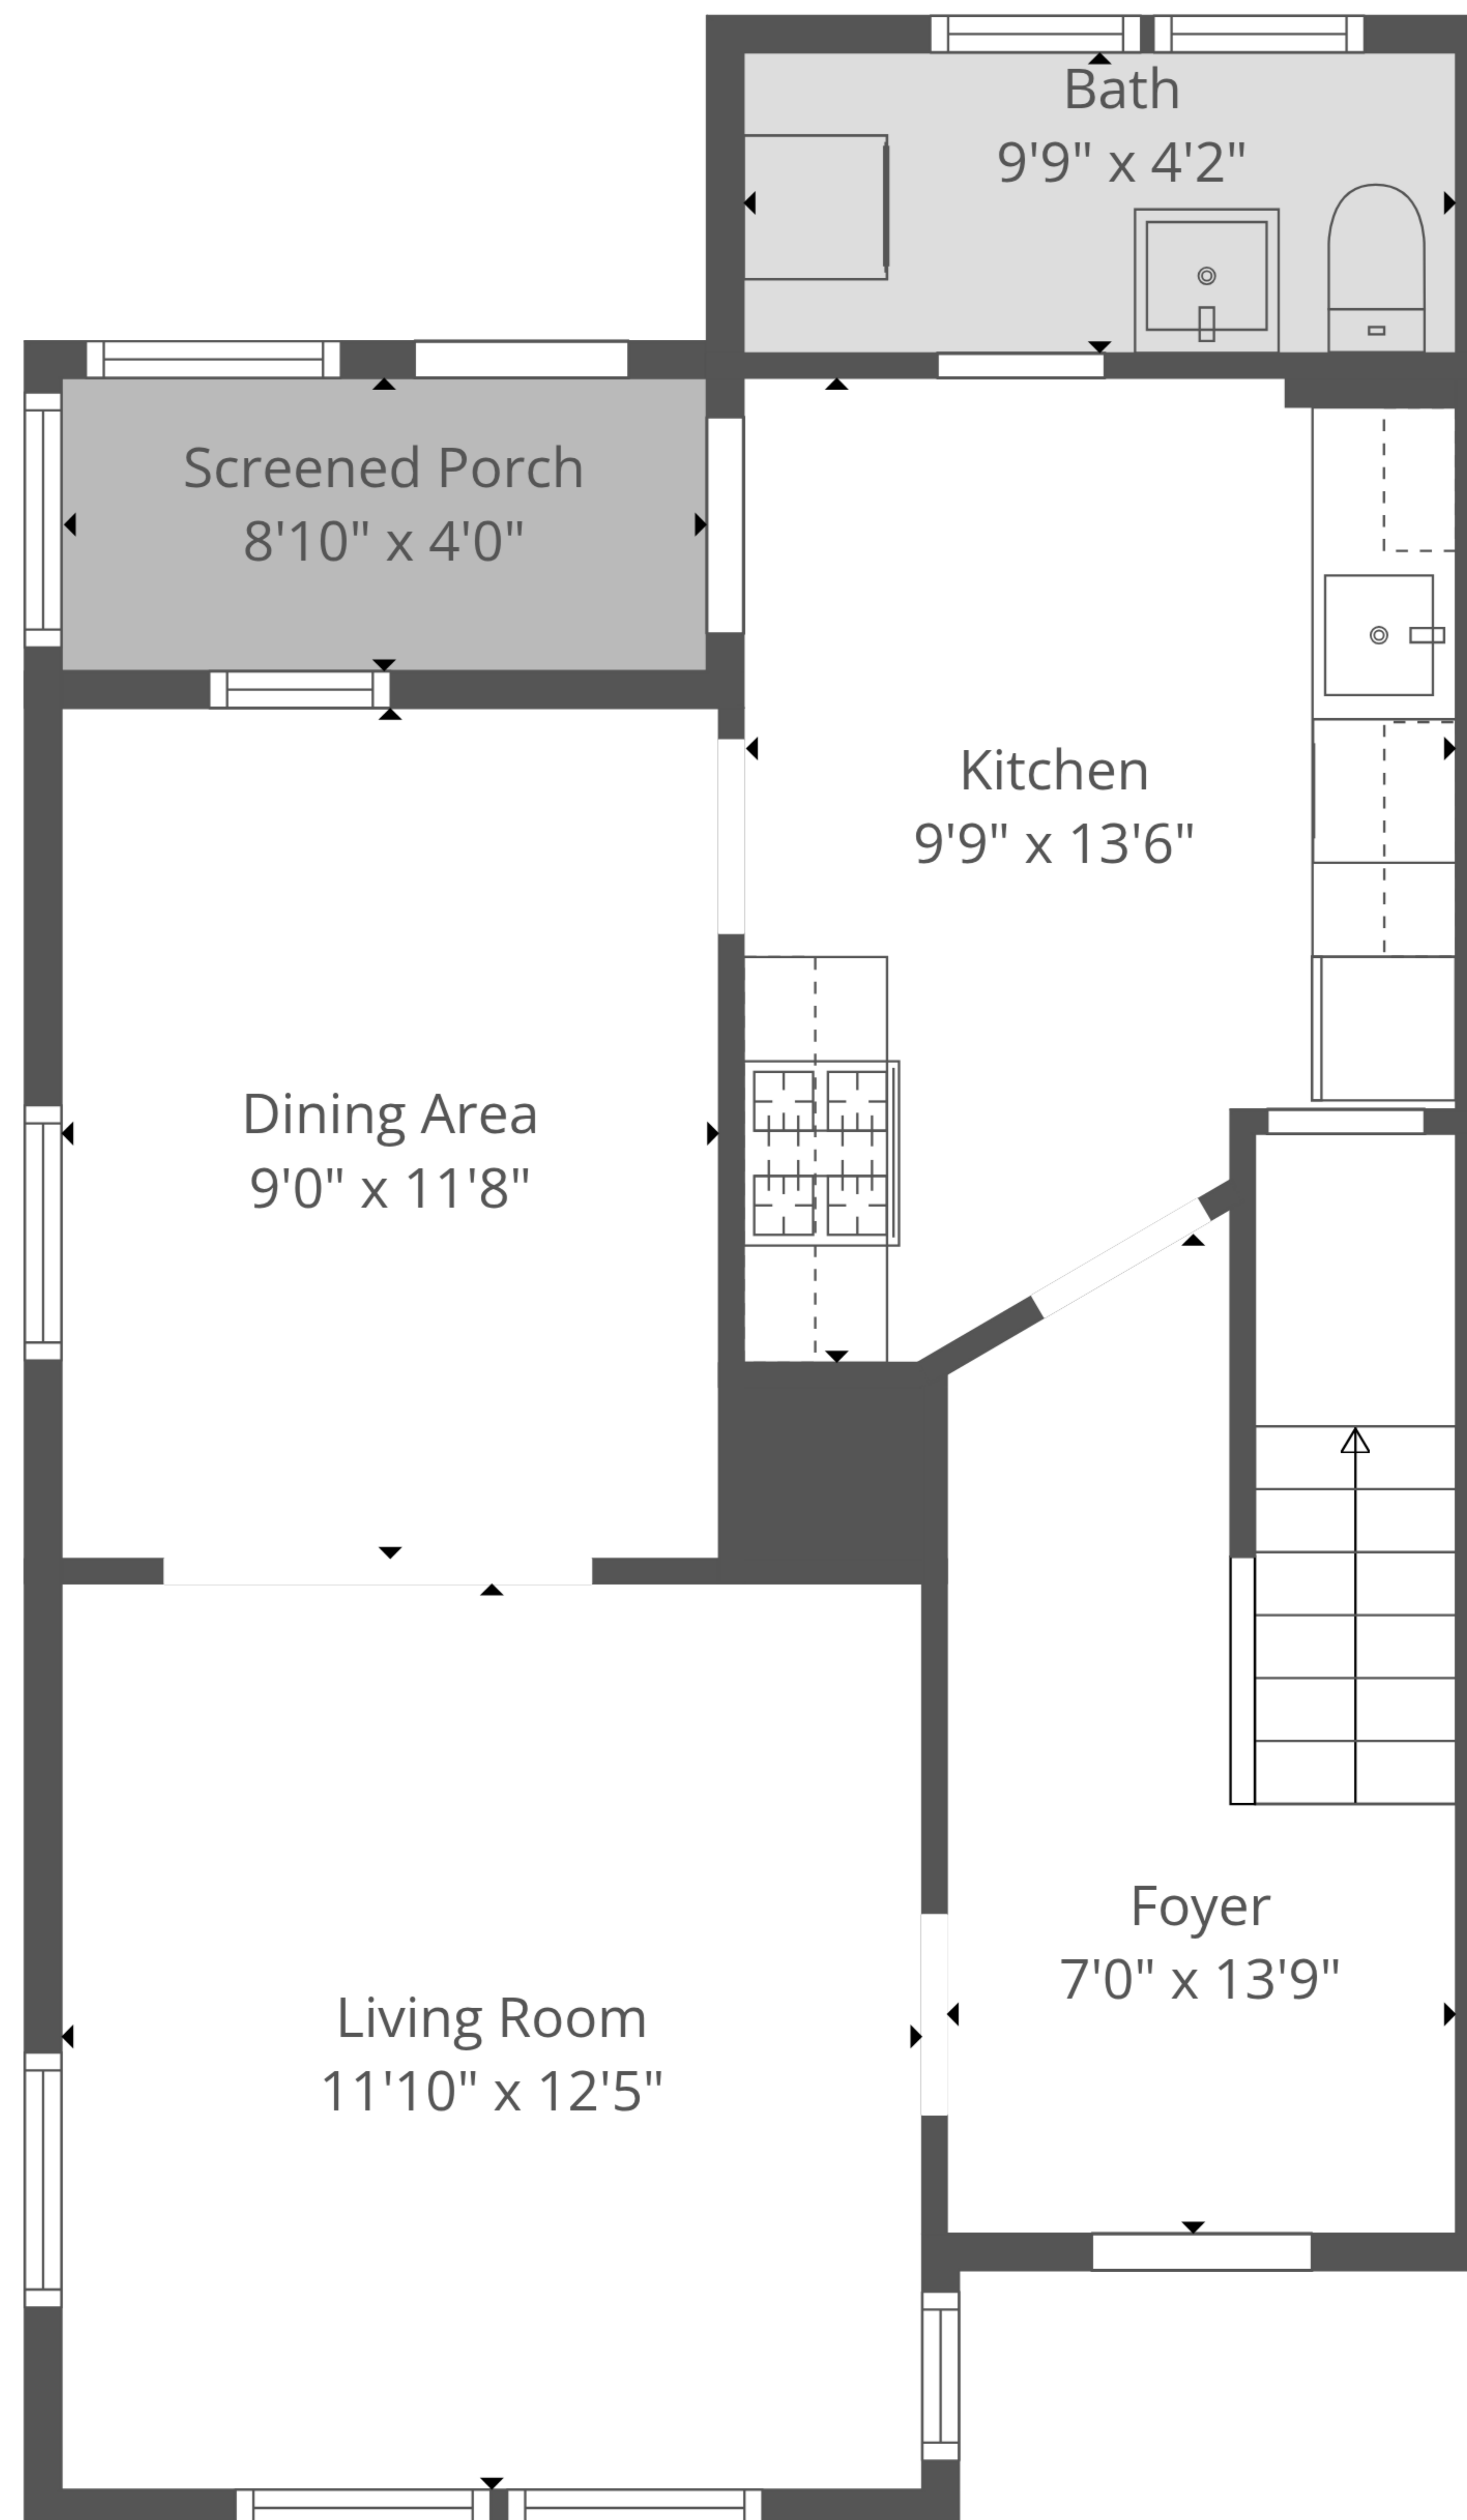 Bath
9'9" x 4'2"
Screened Porch
8'10" x 4'0"
Kitchen
9'9" x 13'6"
Dining Area
9'0" x 11'8"
Foyer
7'0" x 13'9"
Living Room
11'10" x 12'5"